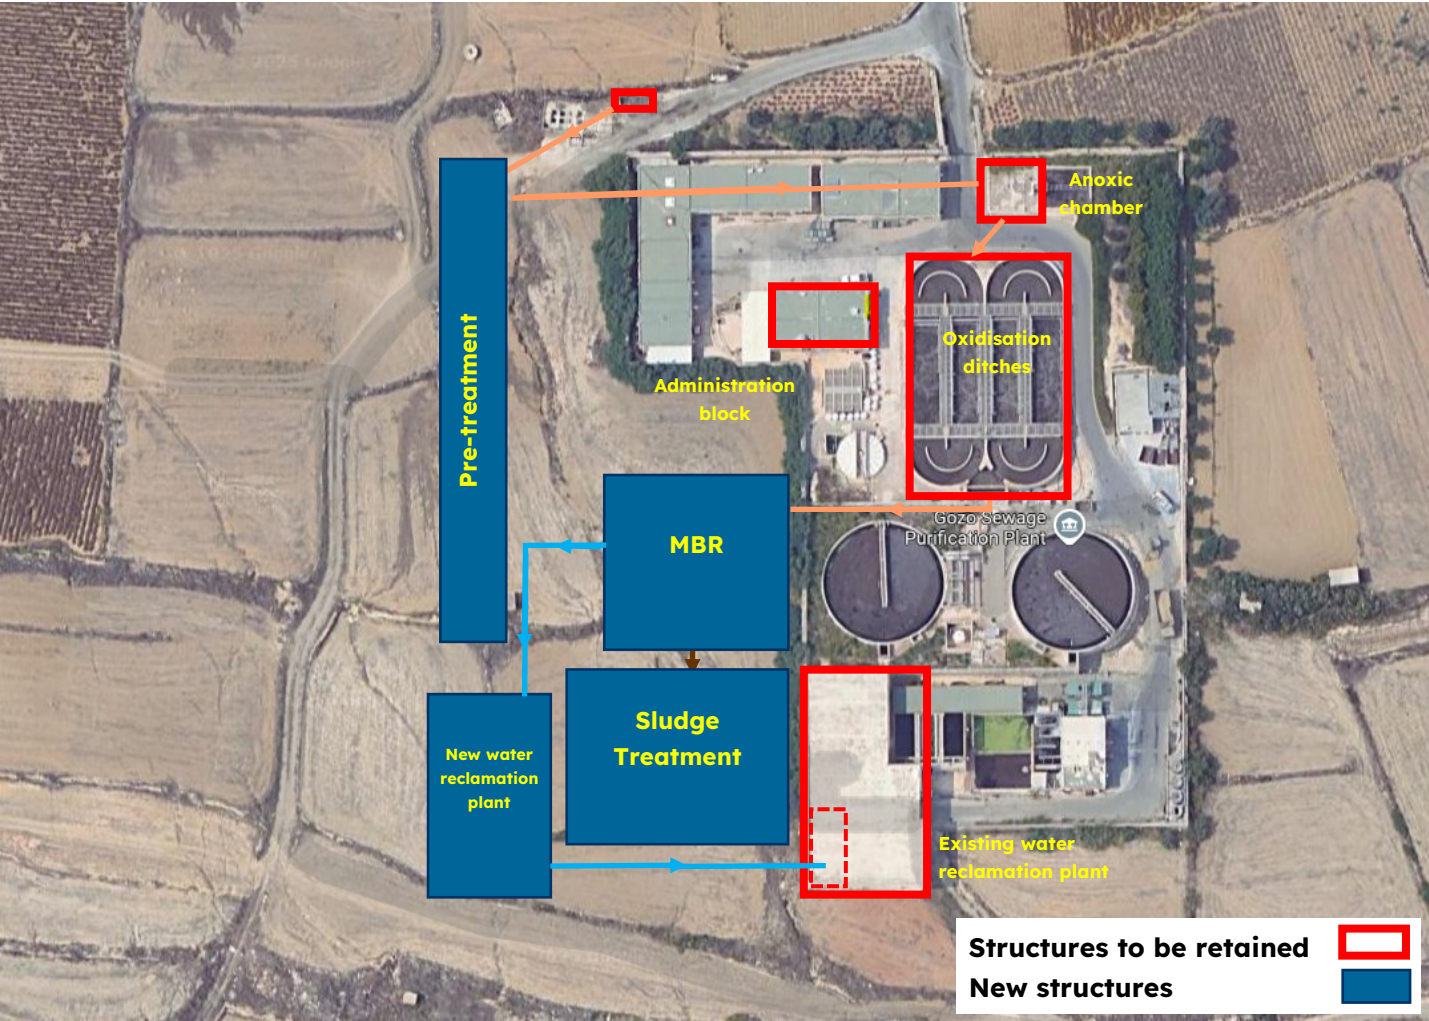 Anoxic
chamber
Pre-treatment
Oxidisation
ditches
Administration
block
Gozo Sewage
Purification Plant
MBR
Sludge
Treatment
New water
reclamation
plant
Existing water
reclamation plant
Structures to be retained
New structures